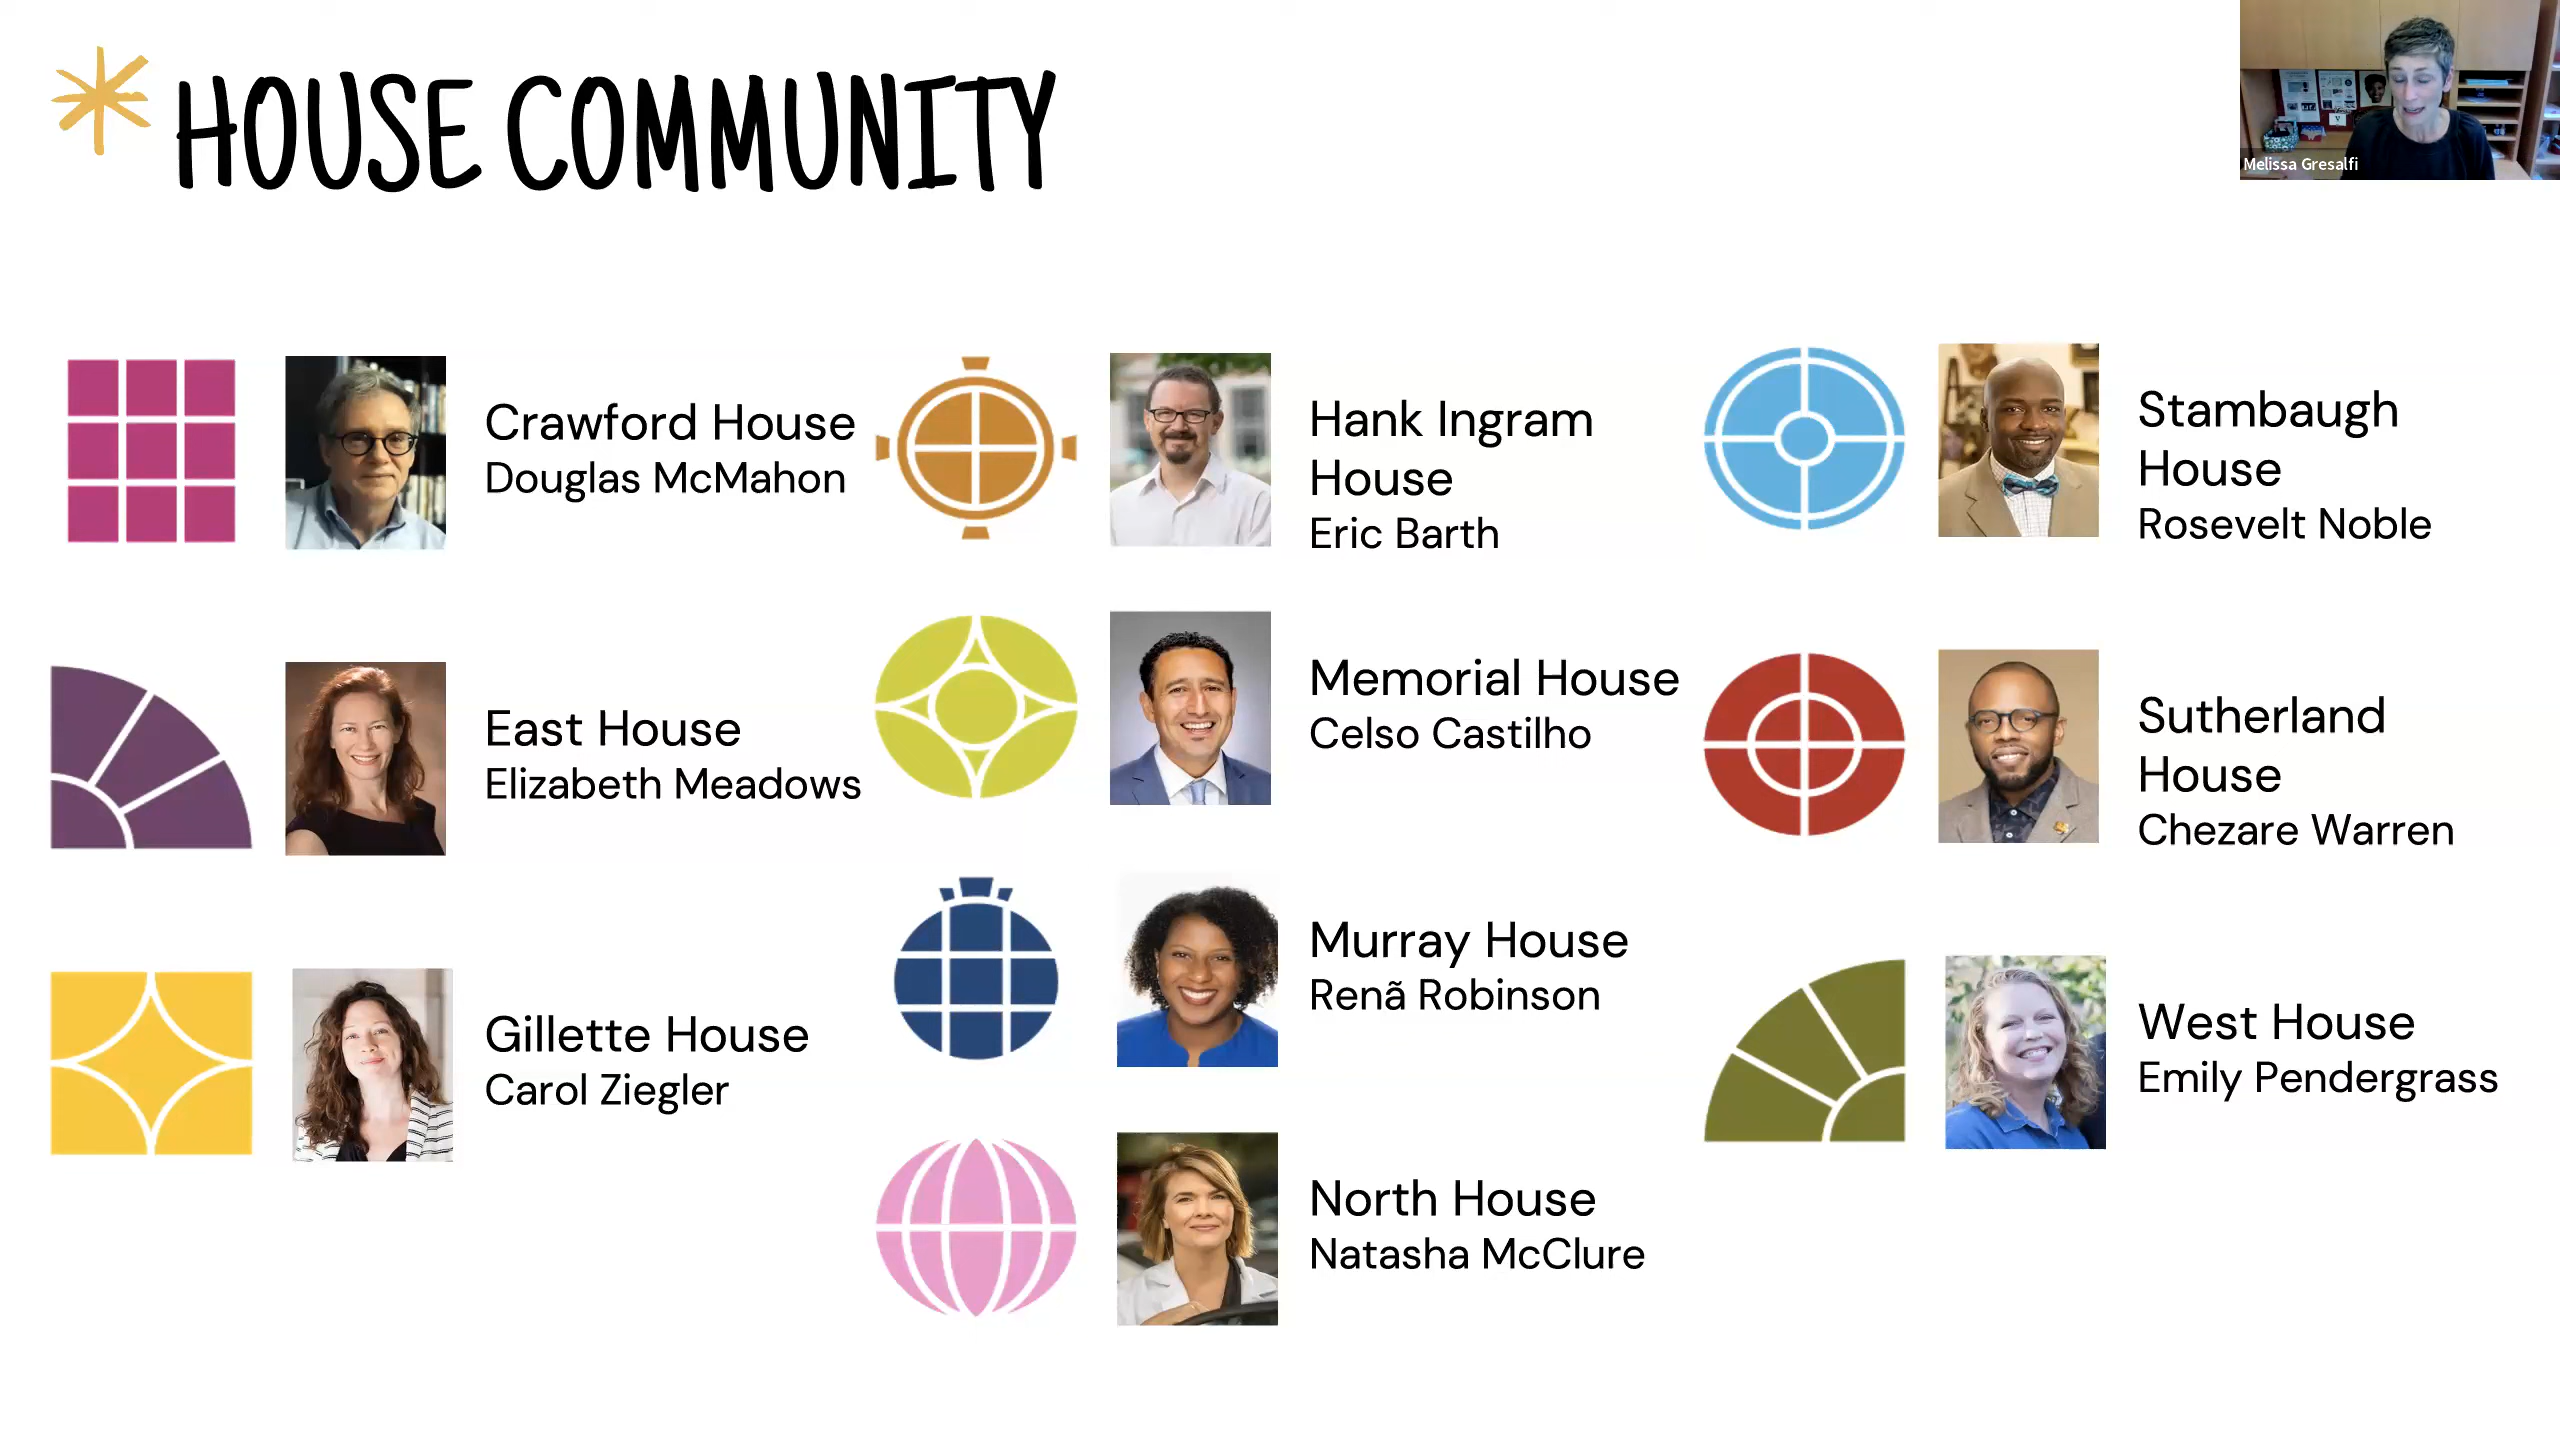 HOUSE COMMUNITY
Melissa Gresalfi
Crawford House
Douglas McMahon
East House
Elizabeth Meadows
Gillette House
Carol Ziegler
Hank Ingram
House
Eric Barth
Memorial House
Celso Castilho
Murray House
Renã Robinson
North House
Natasha McClure
Stambaugh
House
Rosevelt Noble
Sutherland
House
Chezare Warren
West House
Emily Pendergrass